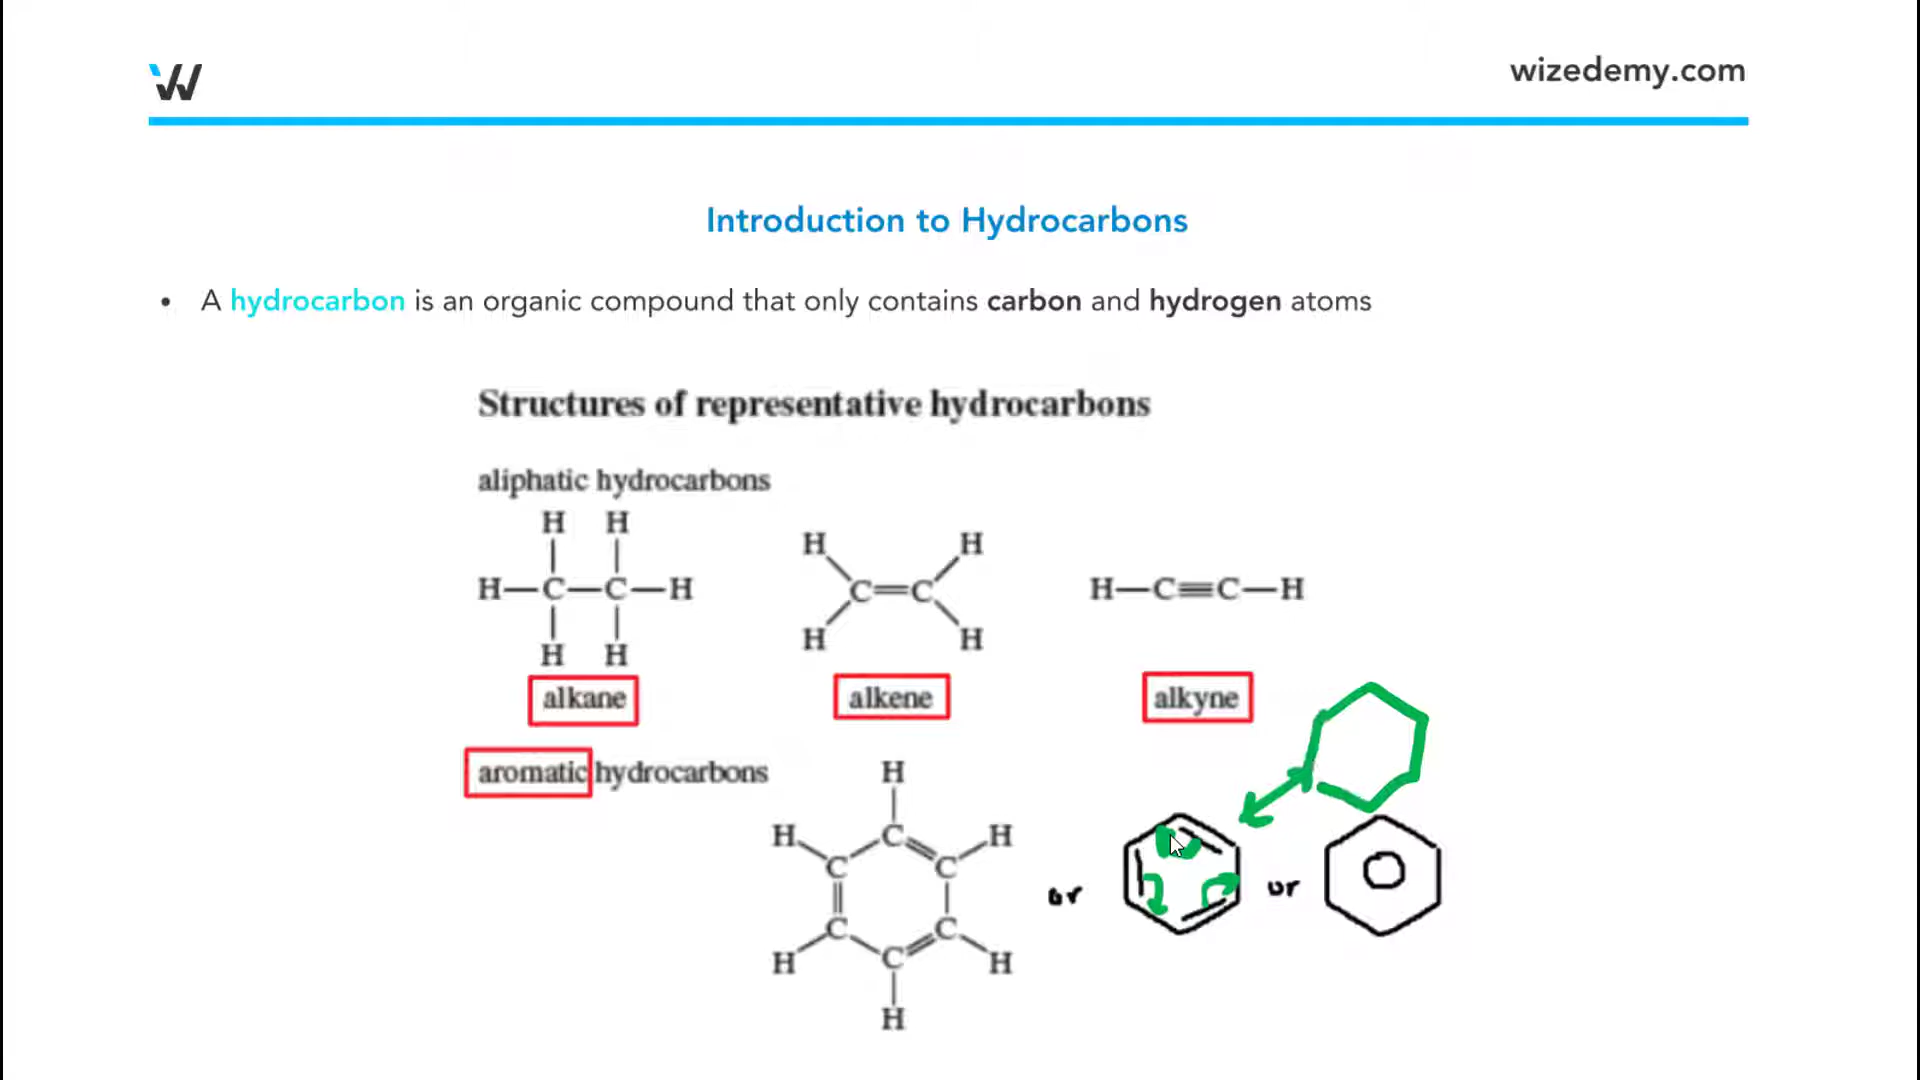 W
wizedemy.com
Introduction to Hydrocarbons
• A hydrocarbon is an organic compound that only contains carbon and hydrogen atoms
Structures of representative hydrocarbons
aliphatic hydrocarbons
H H
H—C—C—H
H H
alkane
H H
C=C
H H
alkene
H—C≡C—H
alkyne
aromatic hydrocarbons
H
H C H
C C
C C
H C H
H
or
or